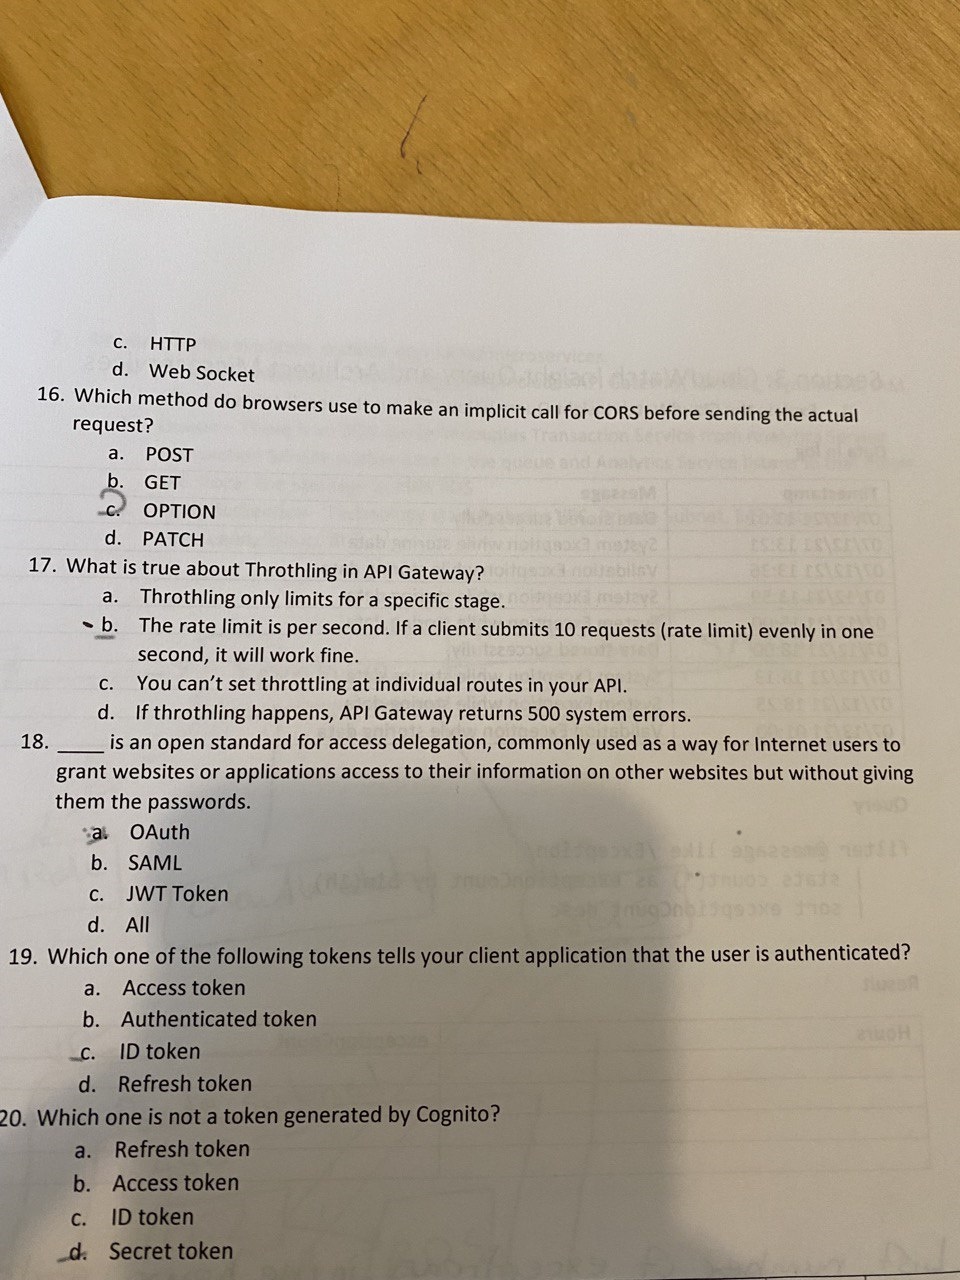 c. HTTP
d. Web Socket
16. Which method do browsers use to make an implicit call for CORS before sending the actual
request?
a. POST
b. GET
c. OPTION
d. PATCH
17. What is true about Throthling in API Gateway?
a. Throthling only limits for a specific stage.
b. The rate limit is per second. If a client submits 10 requests (rate limit) evenly in one
second, it will work fine.
c. You can't set throttling at individual routes in your API.
d. If throthling happens, API Gateway returns 500 system errors.
18. ____ is an open standard for access delegation, commonly used as a way for Internet users to
grant websites or applications access to their information on other websites but without giving
them the passwords.
a. OAuth
b. SAML
c. JWT Token
d. All
19. Which one of the following tokens tells your client application that the user is authenticated?
a. Access token
b. Authenticated token
c. ID token
d. Refresh token
20. Which one is not a token generated by Cognito?
a. Refresh token
b. Access token
c. ID token
d. Secret token